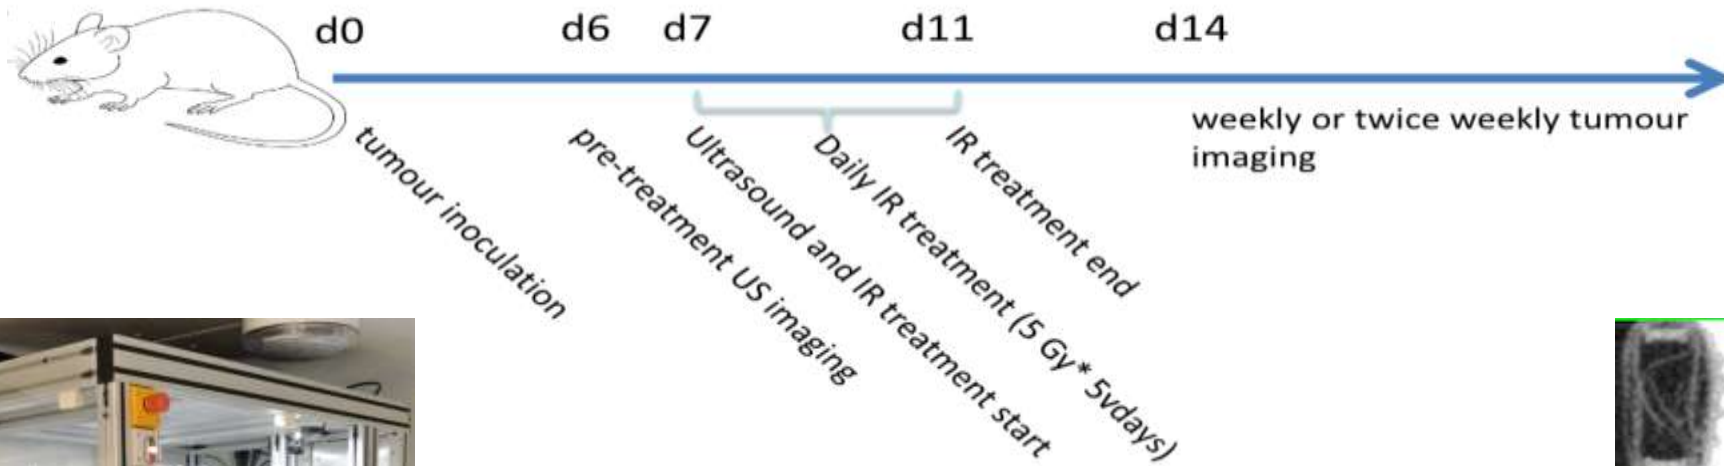 d0
d6
d7
d11
d14
tumour inoculation
pre-treatment US imaging
Ultrasound and IR treatment start
Daily IR treatment (5 Gy* 5vdays)
IR treatment end
weekly or twice weekly tumour
imaging